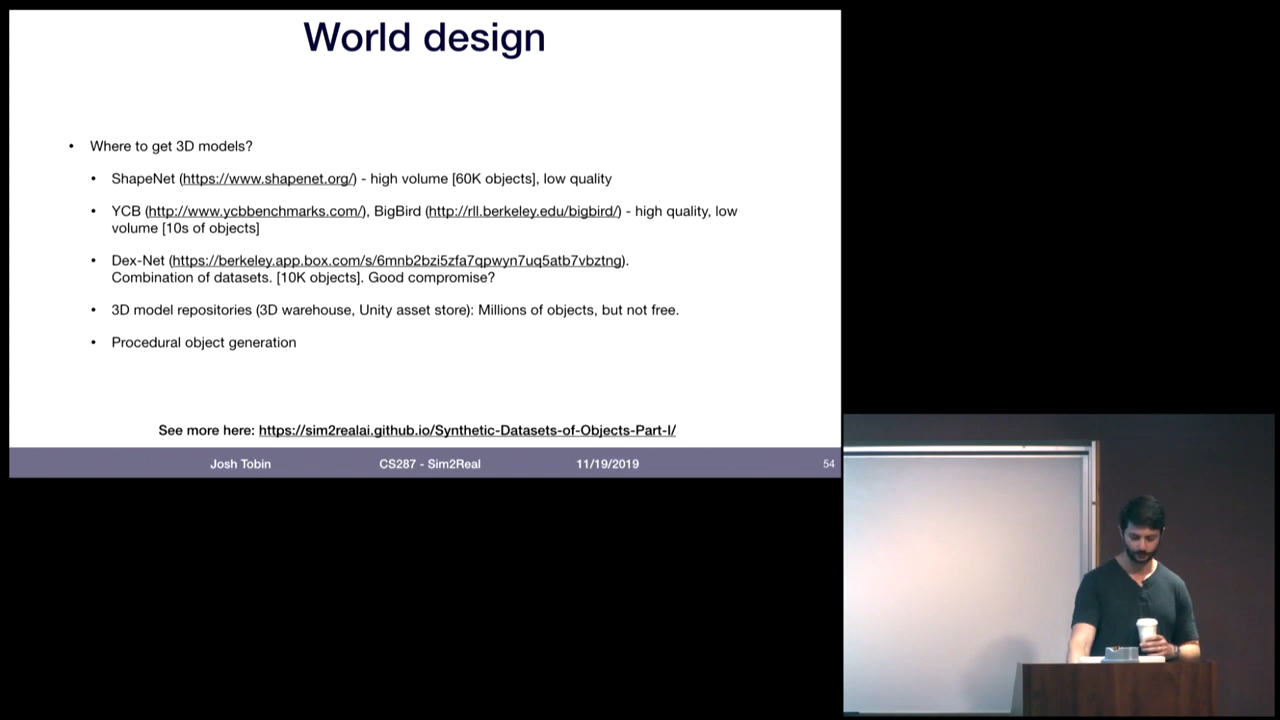 World design
• Where to get 3D models?
• ShapeNet (https://www.shapenet.org/) - high volume [60K objects], low quality
• YCB (http://www.ycbbenchmarks.com/), BigBird (http://rll.berkeley.edu/bigbird/) - high quality, low
volume [10s of objects]
• Dex-Net (https://berkeley.app.box.com/s/6mnb2bzi5zfa7qpwyn7uq5atb7vbztng).
Combination of datasets. [10K objects]. Good compromise?
• 3D model repositories (3D warehouse, Unity asset store): Millions of objects, but not free.
• Procedural object generation
See more here: https://sim2realai.github.io/Synthetic-Datasets-of-Objects-Part-I/
Josh Tobin CS287 - Sim2Real 11/19/2019 54